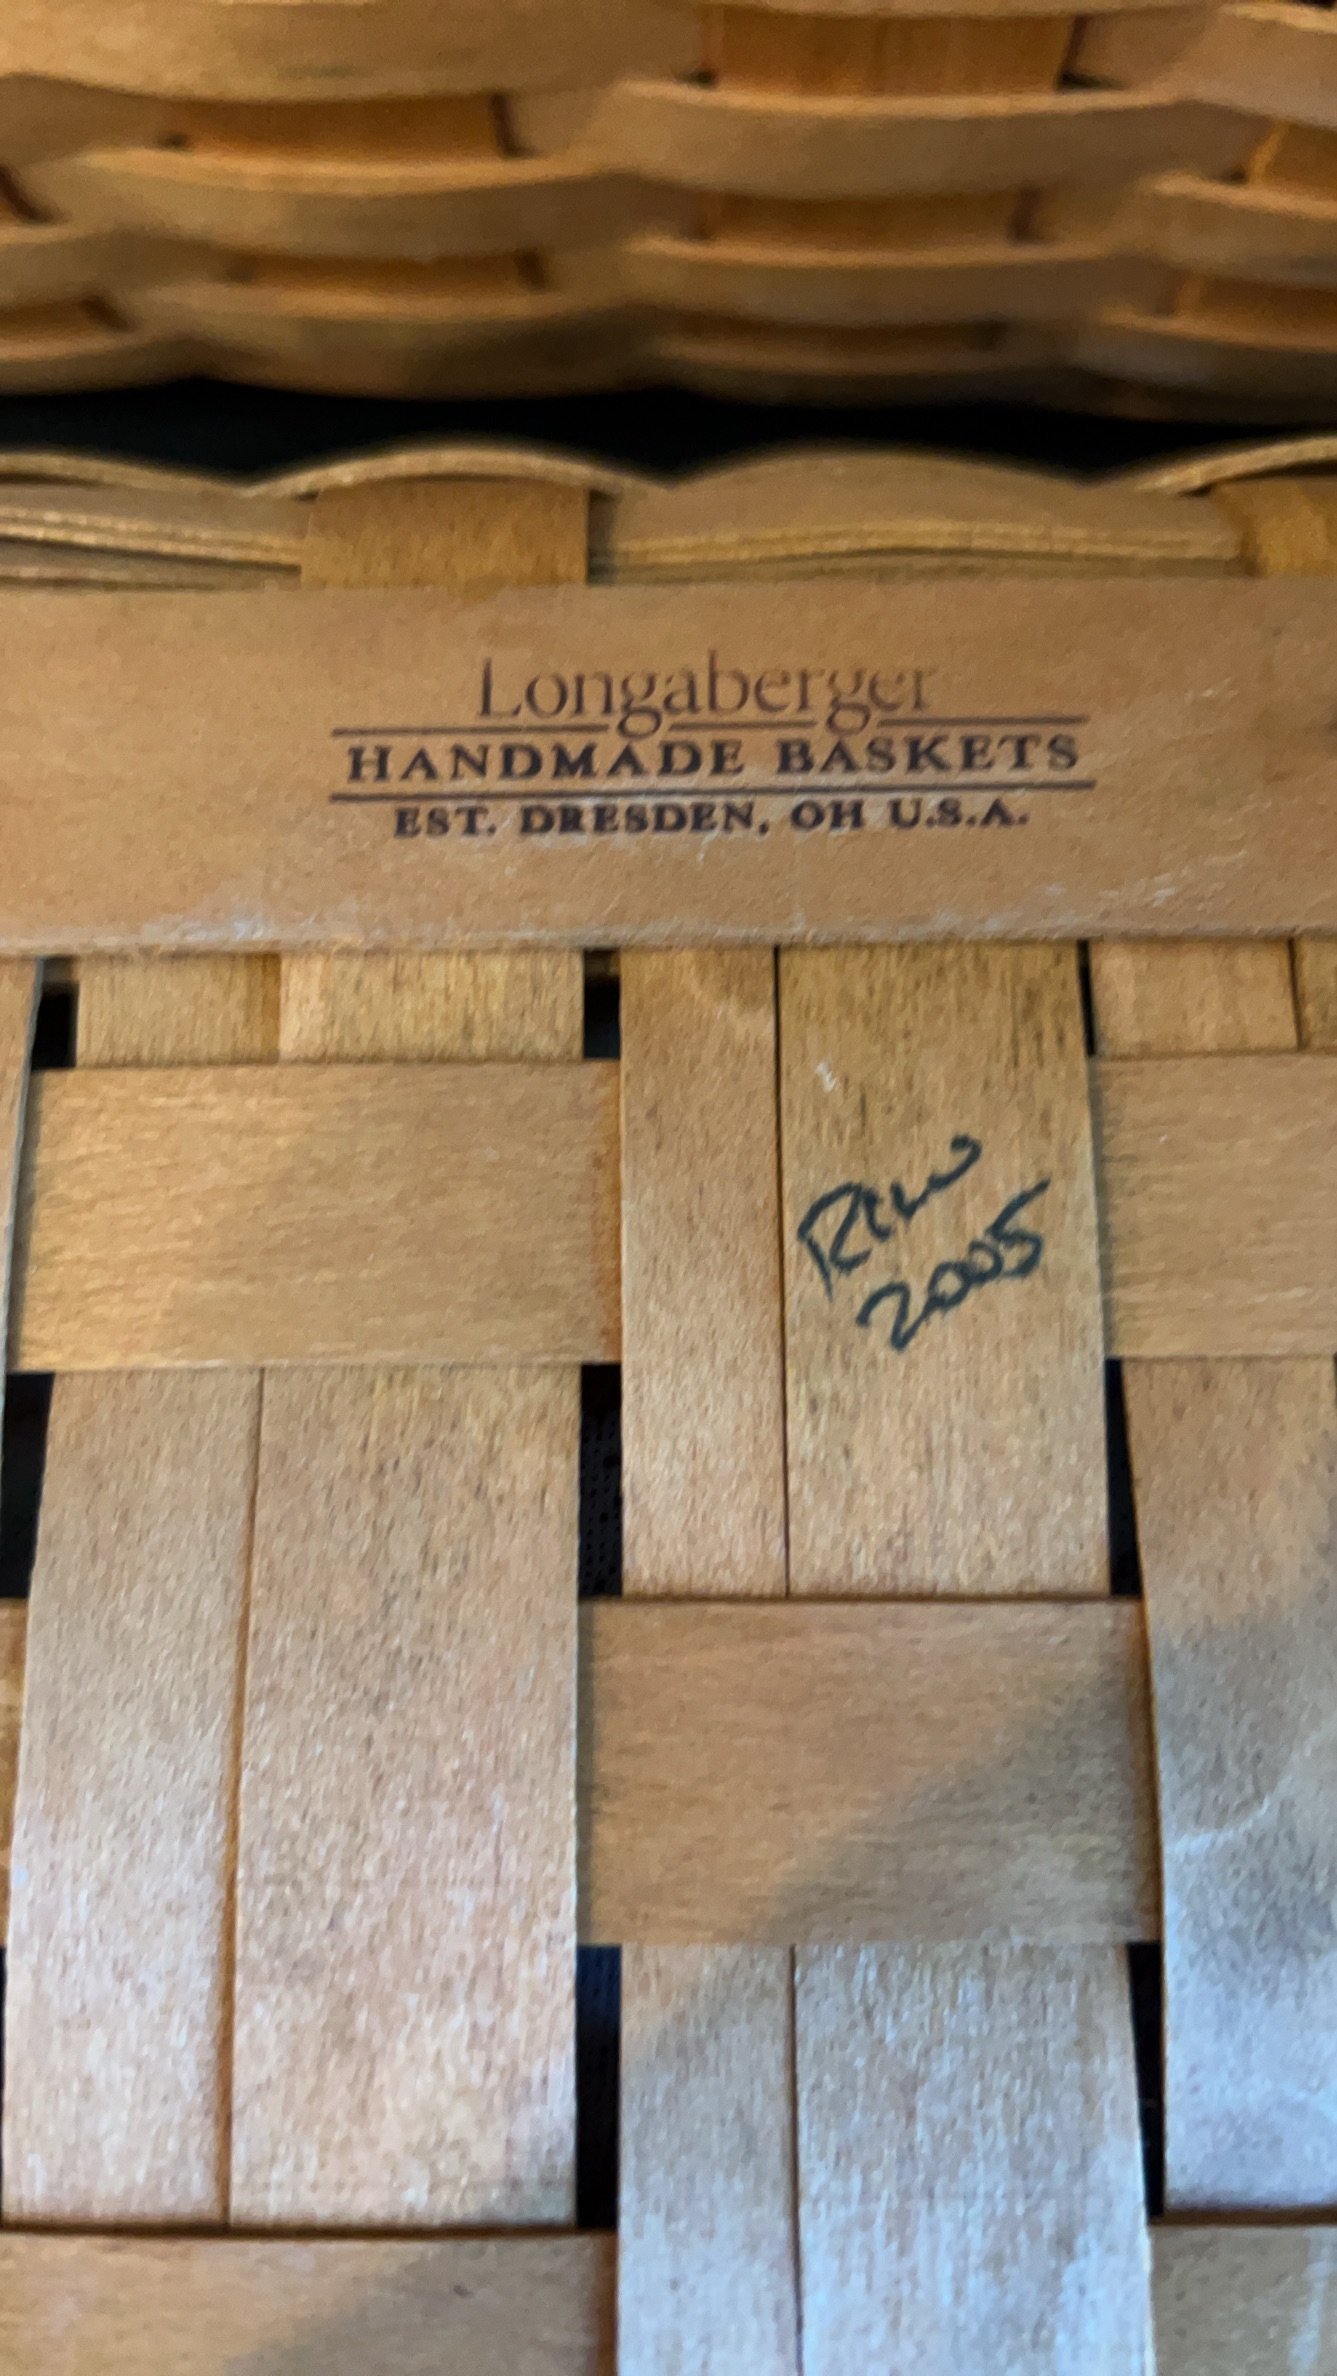 Longaberger
HANDMADE BASKETS
EST. DRESDEN, OH U.S.A.
2005